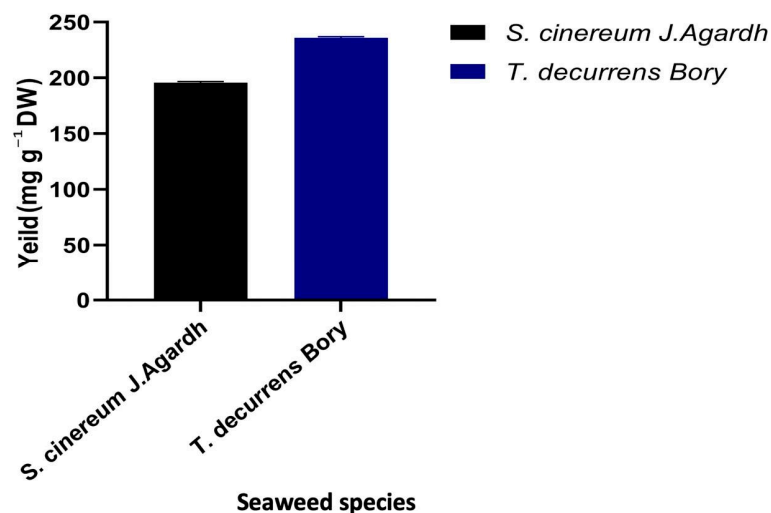 Yeild (mg g⁻¹ DW)
250
200
150
100
50
0
S. cinereum J.Agardh
T. decurrens Bory
Seaweed species
S. cinereum J.Agardh
T. decurrens Bory